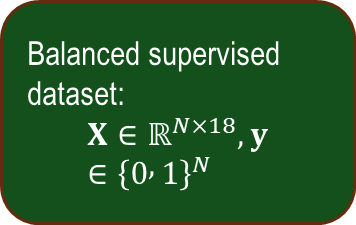 Balanced supervised
dataset:
𝐗 ∈ ℝ^{N×18}, 𝐲
∈ {0, 1}^N